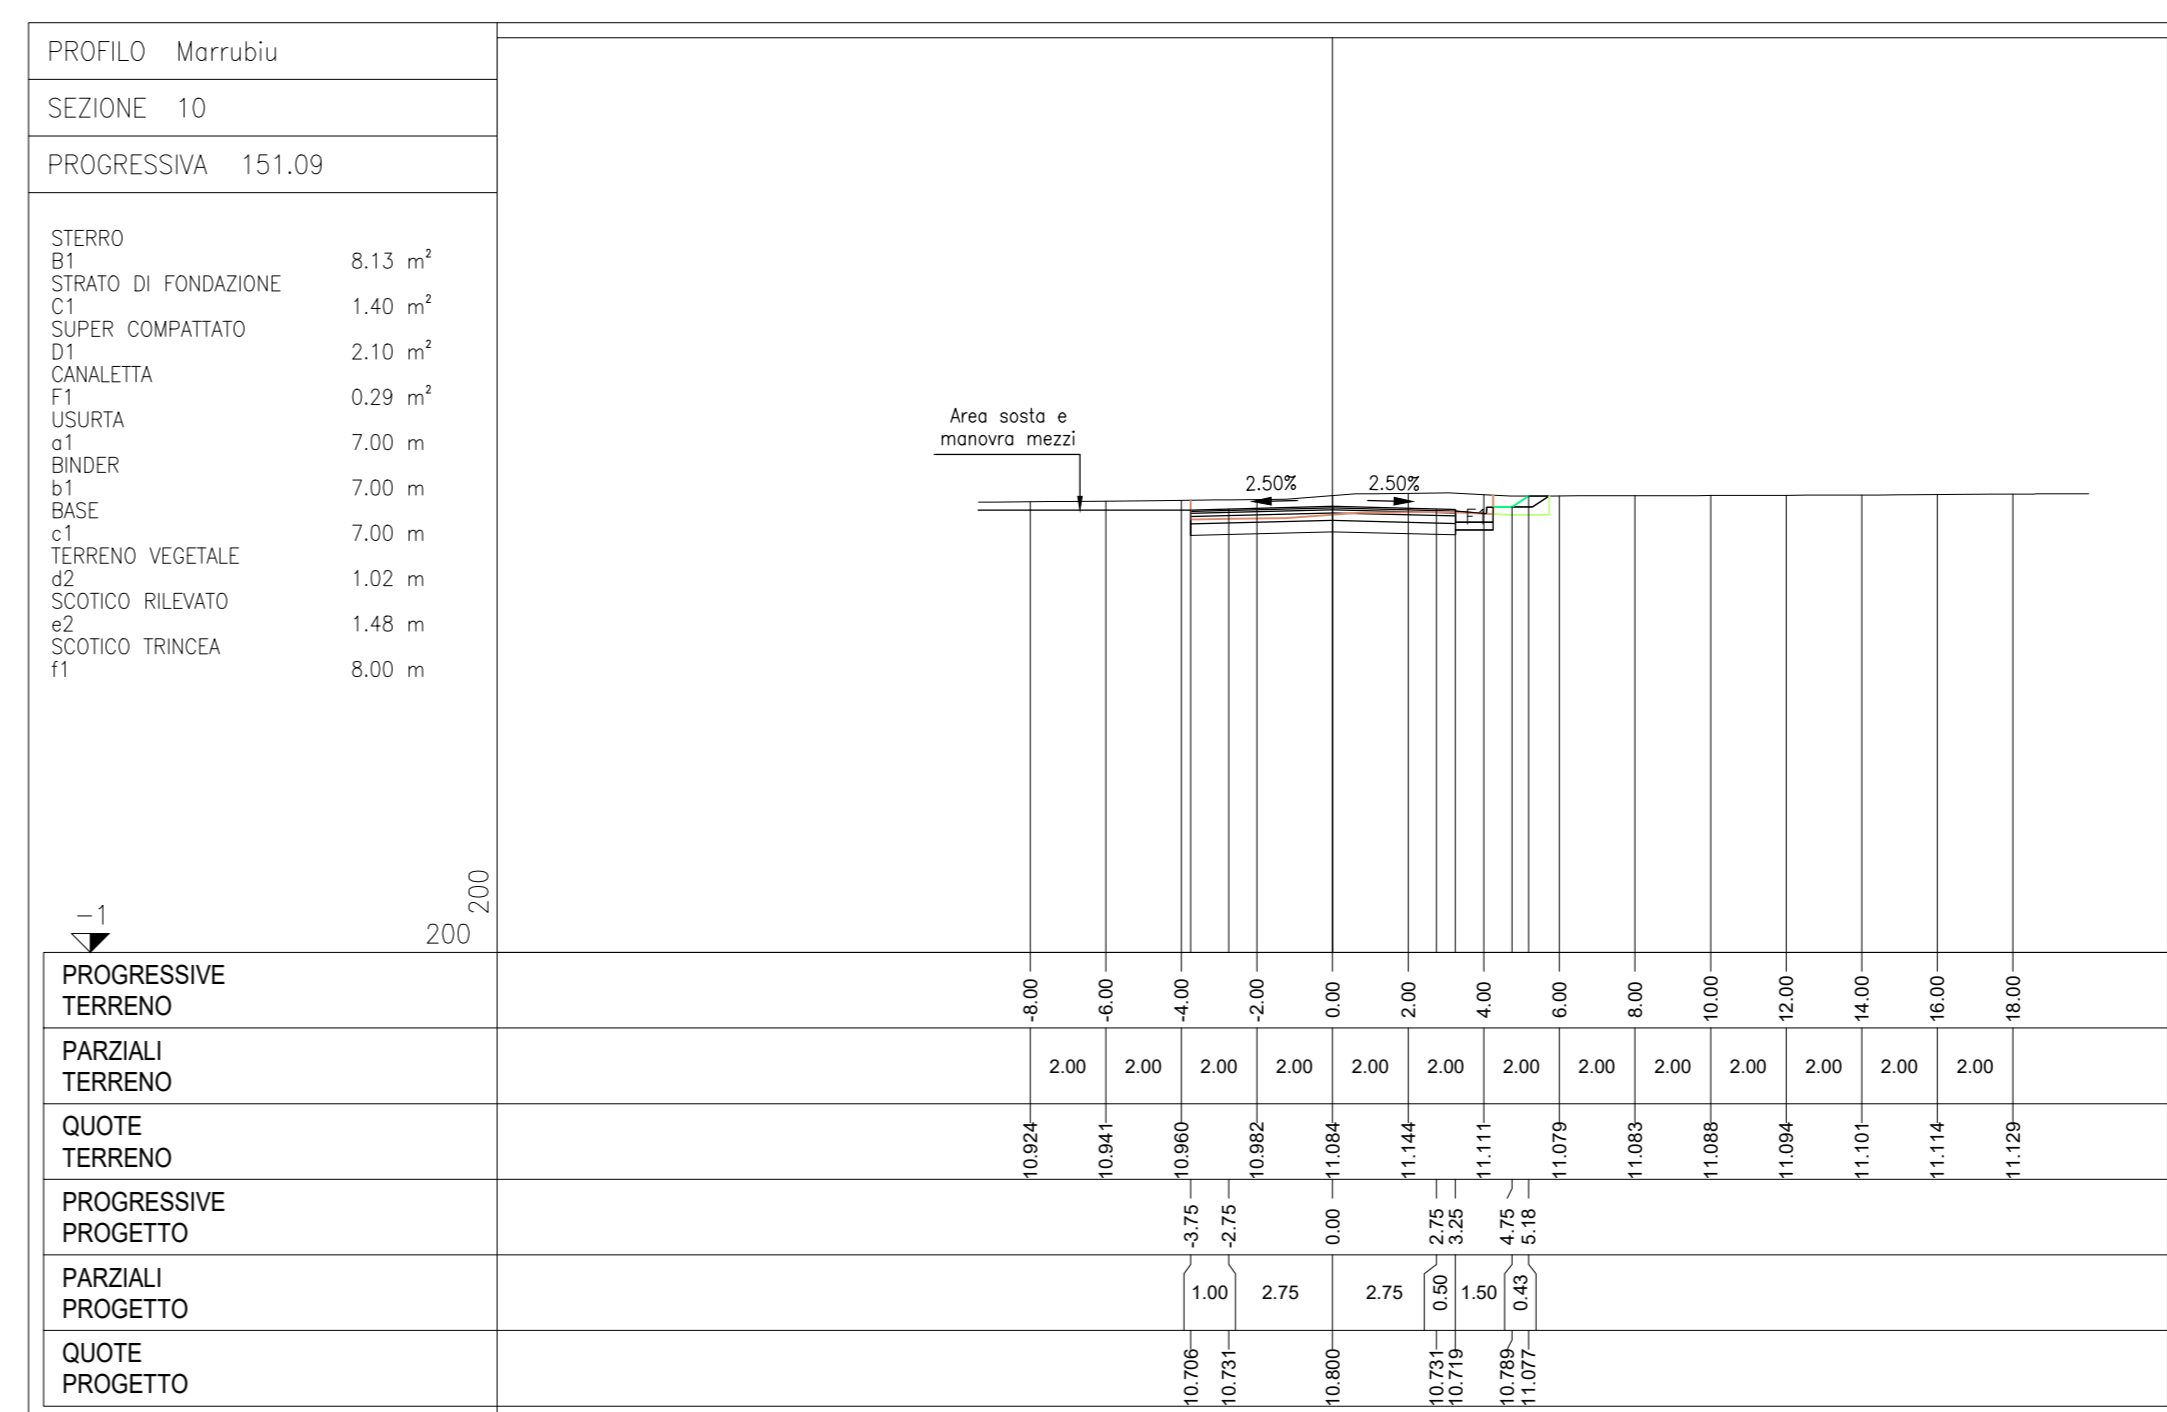 PROFILO Marrubiu
SEZIONE 10
PROGRESSIVA 151.09
STERRO
B1 8.13 m²
STRATO DI FONDAZIONE
C1 1.40 m²
SUPER COMPATTATO
D1 2.10 m²
CANALETTA
F1 0.29 m²
USURTA
a1 7.00 m
BINDER
b1 7.00 m
BASE
c1 7.00 m
TERRENO VEGETALE
d2 1.02 m
SCOTICO RILEVATO
e2 1.48 m
SCOTICO TRINCEA
f1 8.00 m
Area sosta e
manovra mezzi
2.50% 2.50%
F1
-1
200
200
PROGRESSIVE
TERRENO
-8.00 -6.00 -4.00 -2.00 0.00 2.00 4.00 6.00 8.00 10.00 12.00 14.00 16.00 18.00
PARZIALI
TERRENO
2.00 2.00 2.00 2.00 2.00 2.00 2.00 2.00 2.00 2.00 2.00 2.00 2.00
QUOTE
TERRENO
10.924 10.941 10.960 10.982 11.084 11.144 11.111 11.079 11.083 11.088 11.094 11.101 11.114 11.129
PROGRESSIVE
PROGETTO
-3.75 -2.75 0.00 2.75 3.25 4.75 5.18
PARZIALI
PROGETTO
1.00 2.75 2.75 0.50 1.50 0.43
QUOTE
PROGETTO
10.706 10.731 10.800 10.731 10.719 10.789 11.077